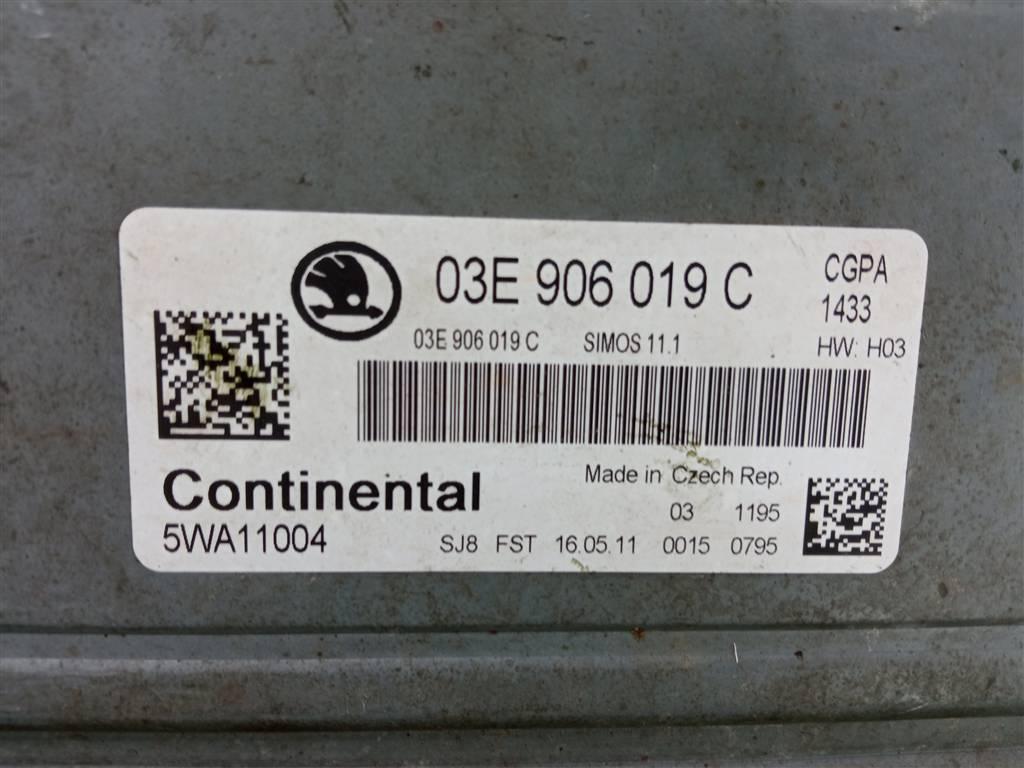 03E 906 019 C
CGPA
1433
03E 906 019 C SIMOS 11.1
HW: H03
Made in Czech Rep.
03 1195
Continental
5WA11004
SJ8 FST 16.05.11 0015 0795